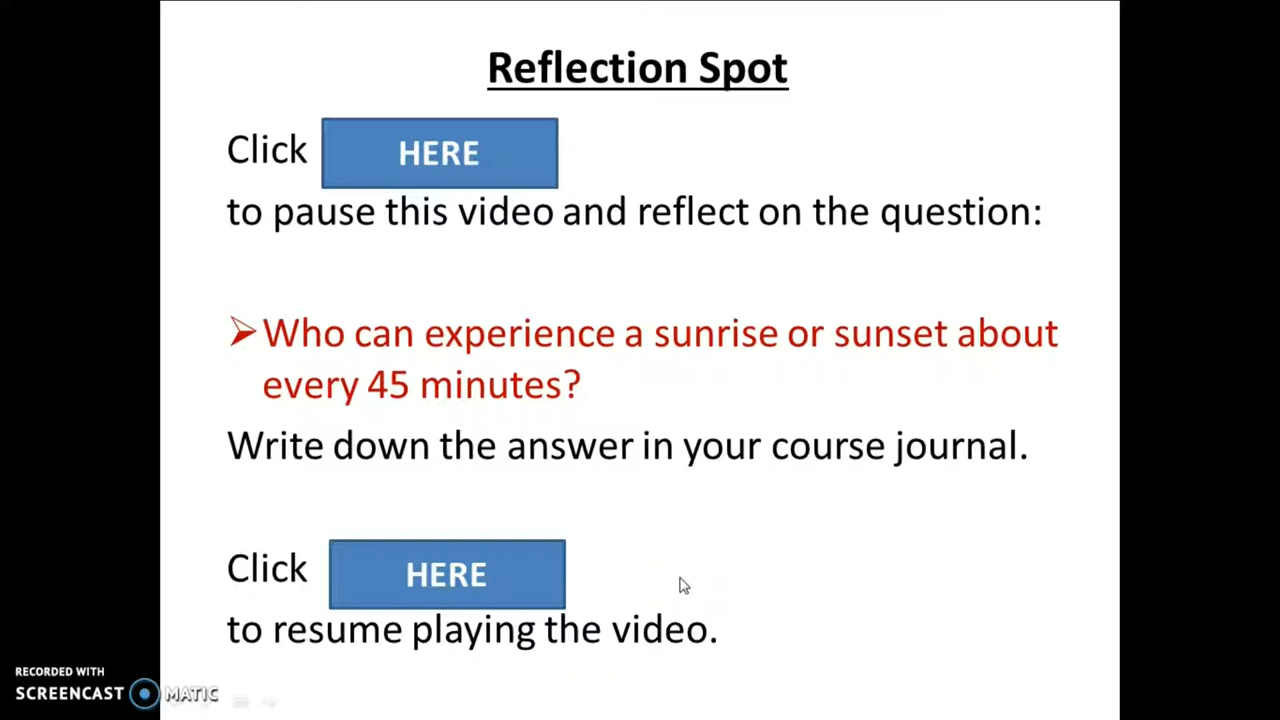 Reflection Spot
Click HERE
to pause this video and reflect on the question:
Who can experience a sunrise or sunset about
every 45 minutes?
Write down the answer in your course journal.
Click HERE
to resume playing the video.
RECORDED WITH
SCREENCAST MATIC